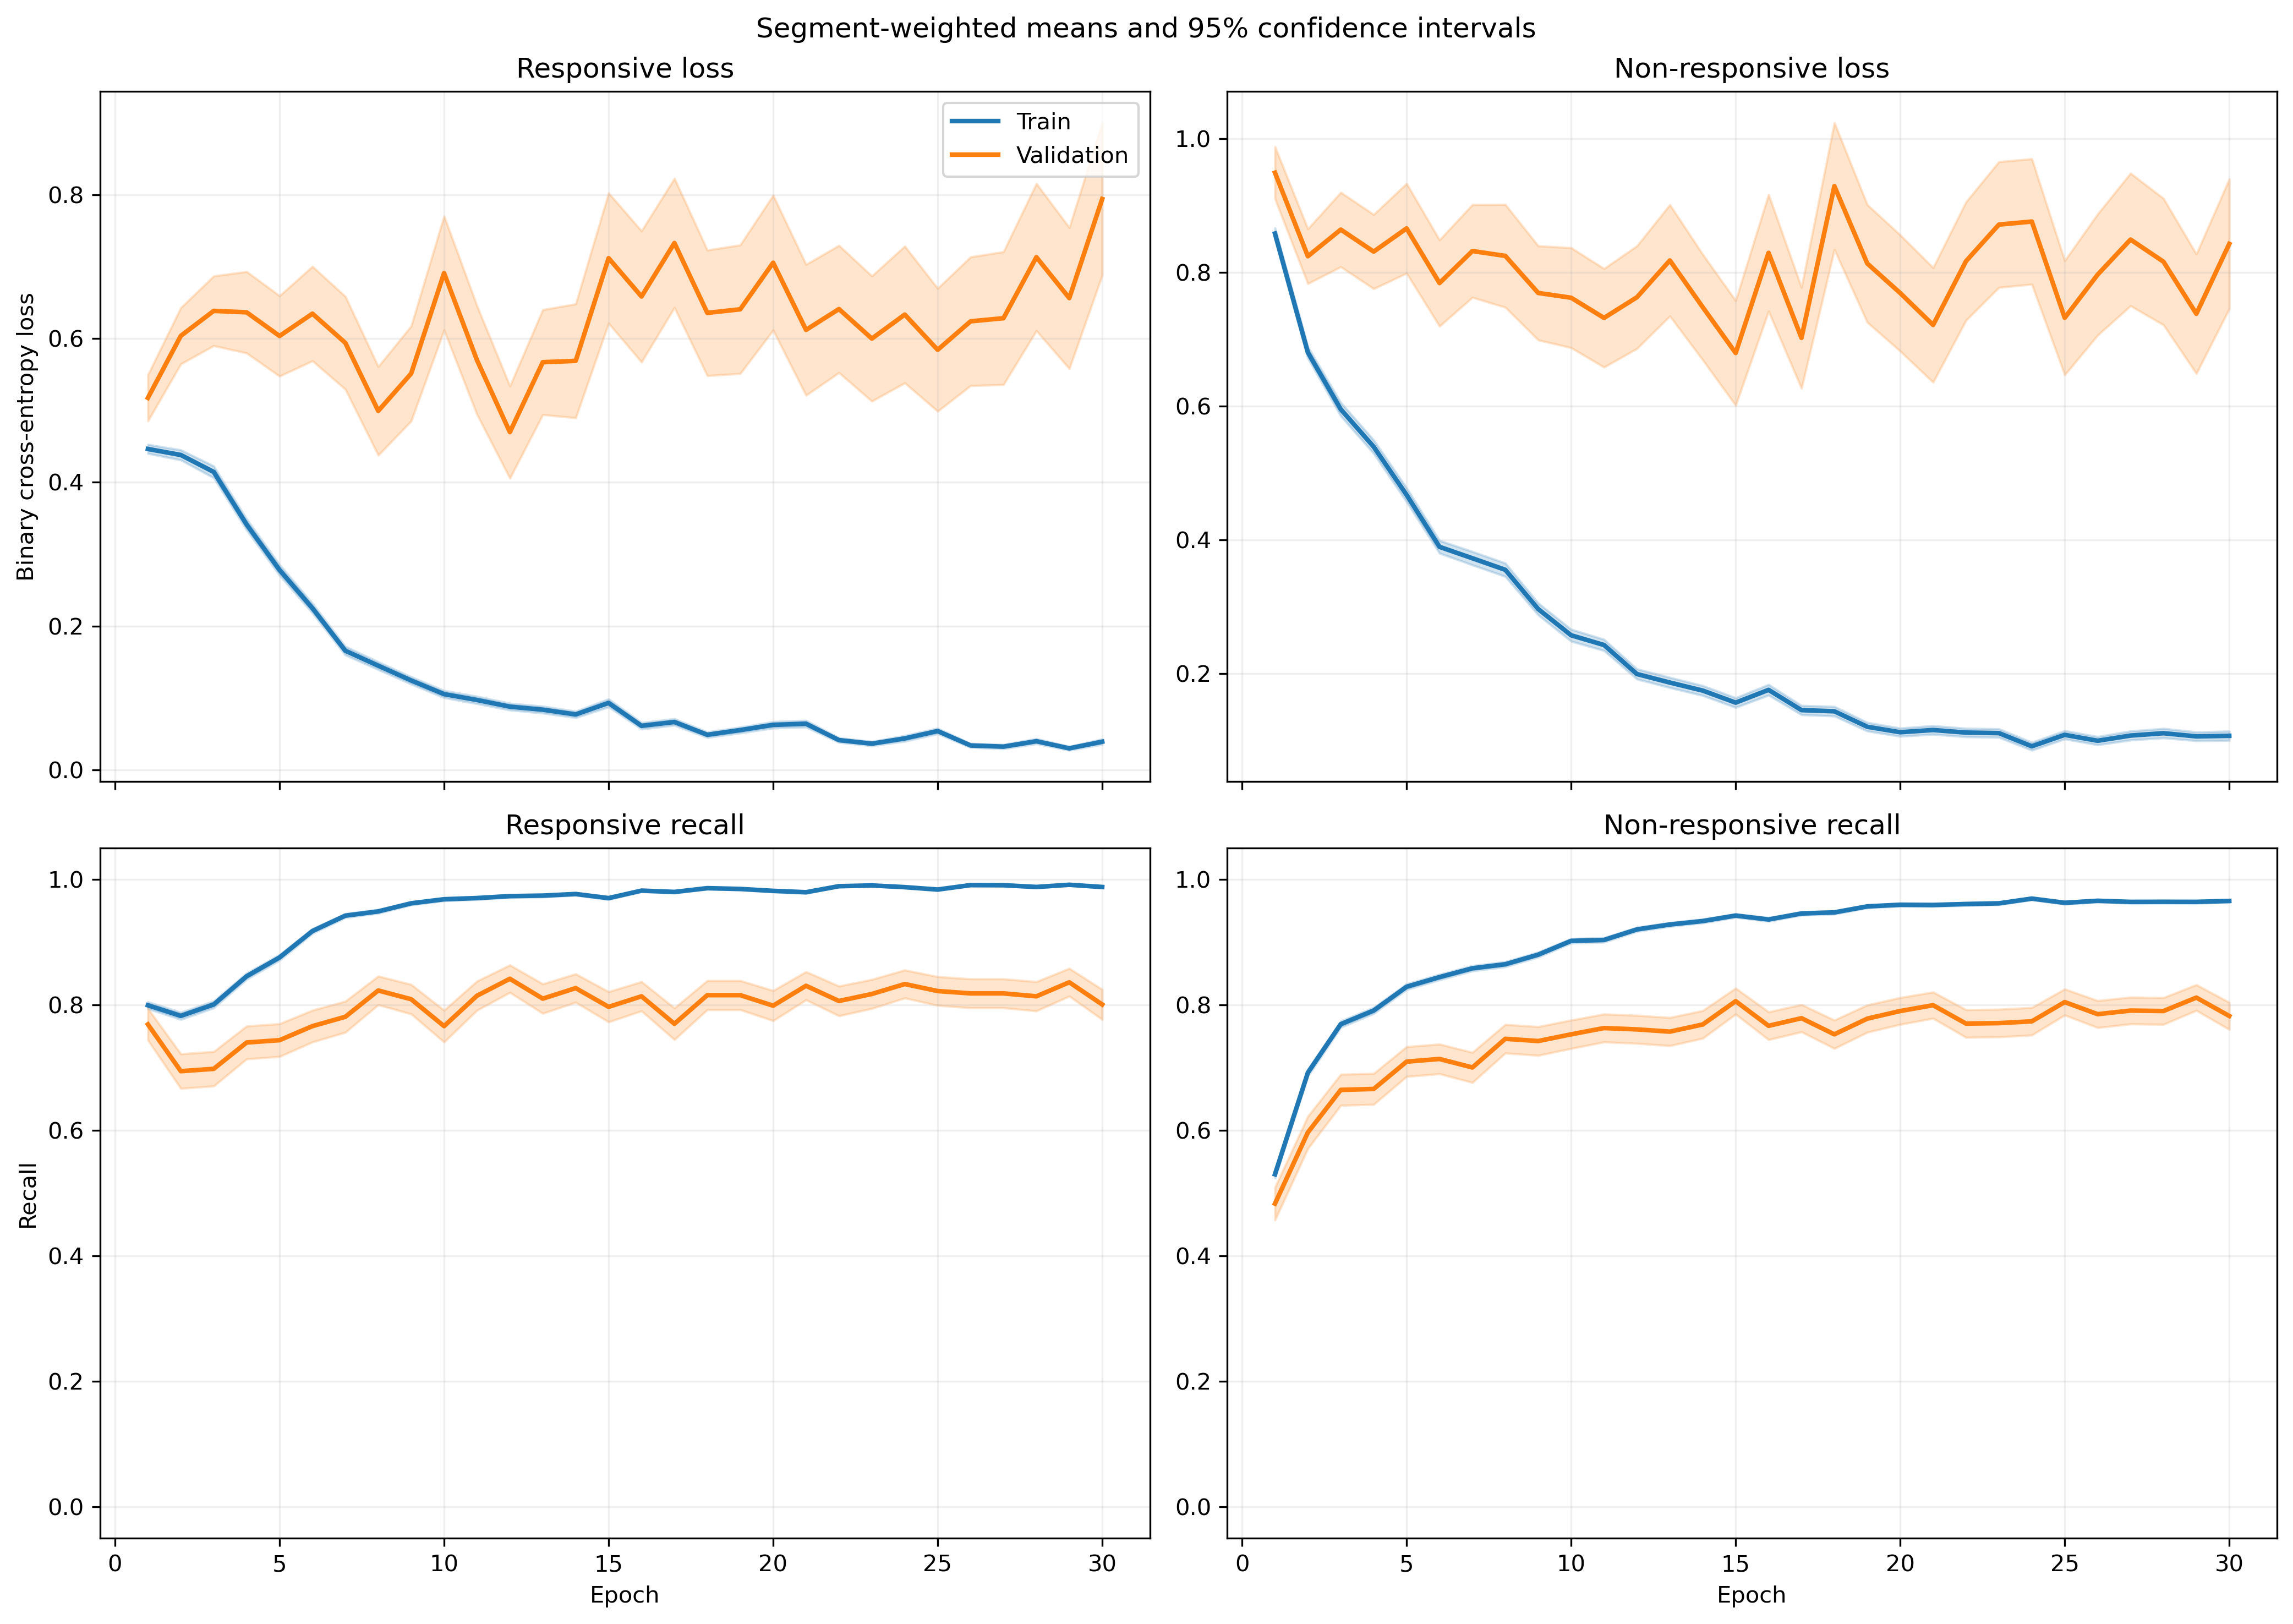 Segment-weighted means and 95% confidence intervals
Responsive loss
Non-responsive loss
Train
Validation
Binary cross-entropy loss
0.8
0.6
0.4
0.2
0.0
1.0
0.8
0.6
0.4
0.2
Responsive recall
Non-responsive recall
Recall
1.0
0.8
0.6
0.4
0.2
0.0
1.0
0.8
0.6
0.4
0.2
0.0
0 5 10 15 20 25 30
0 5 10 15 20 25 30
Epoch
Epoch